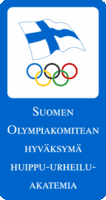 SUOMEN
OLYMPIAKOMITEAN
HYVÄKSYMÄ
HUIPPU-URHEILU-
AKATEMIA